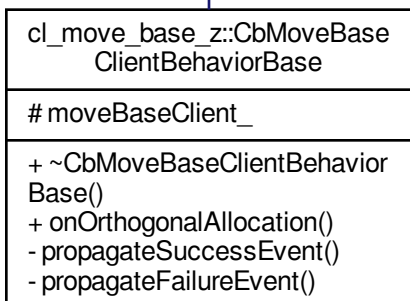 cl_move_base_z::CbMoveBase
ClientBehaviorBase
# moveBaseClient_
+ ~CbMoveBaseClientBehavior
Base()
+ onOrthogonalAllocation()
- propagateSuccessEvent()
- propagateFailureEvent()